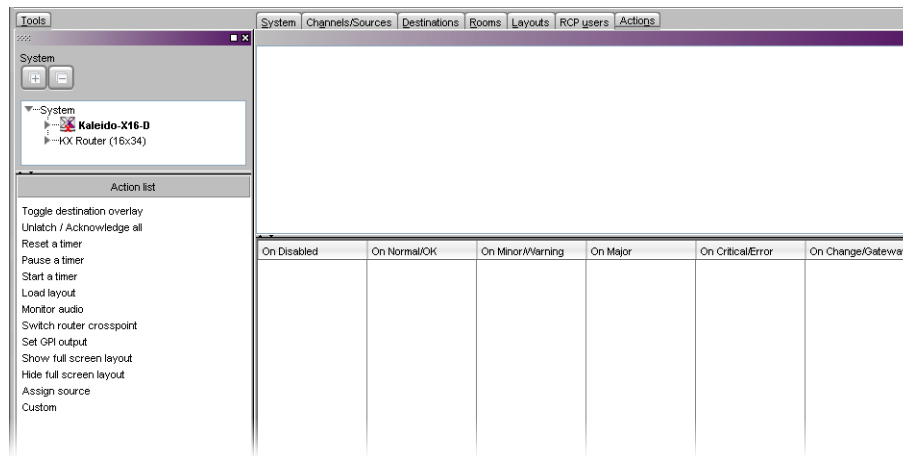 Tools
System Channels/Sources Destinations Rooms Layouts RCP users Actions
System
System
Kaleido-X16-D
KX Router (16x34)
Action list
Toggle destination overlay
Unlatch / Acknowledge all
Reset a timer
Pause a timer
Start a timer
Load layout
Monitor audio
Switch router crosspoint
Set GPI output
Show full screen layout
Hide full screen layout
Assign source
Custom
On Disabled On Normal/OK On Minor/Warning On Major On Critical/Error On Change/Gatewa